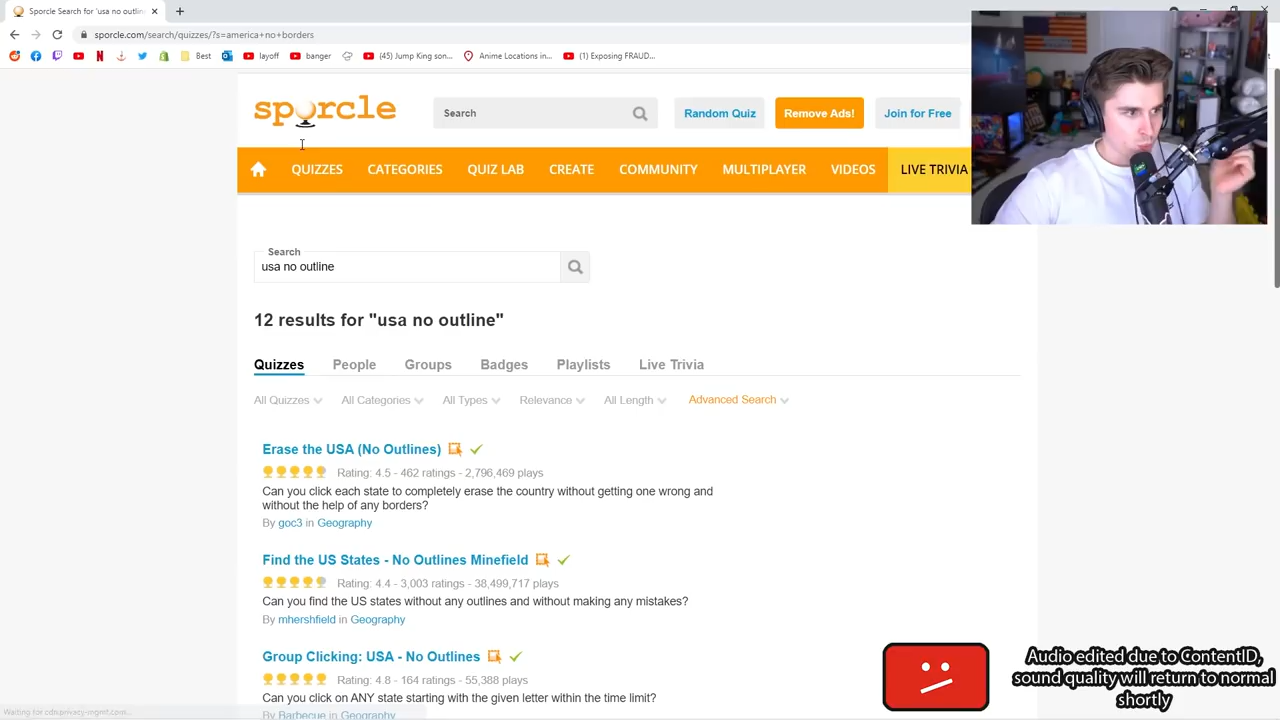 Sporcle Search for 'usa no
sporcle.com/search/quizzes/?s=america+no+borders
Best
layoff
banger
(45) Jump King son...
Anime Locations in...
(1) Exposing FRAUD...
sporcle
Search
Random Quiz
Remove Ads!
Join for Free
QUIZZES
CATEGORIES
QUIZ LAB
CREATE
COMMUNITY
MULTIPLAYER
VIDEOS
LIVE TRIVIA
Search
usa no outline
12 results for "usa no outline"
Quizzes
People
Groups
Badges
Playlists
Live Trivia
All Quizzes
All Categories
All Types
Relevance
All Length
Advanced Search
Erase the USA (No Outlines)
Rating: 4.5 - 462 ratings - 2,796,469 plays
Can you click each state to completely erase the country without getting one wrong and
without the help of any borders?
By goc3 in Geography
Find the US States - No Outlines Minefield
Rating: 4.4 - 3,003 ratings - 38,499,717 plays
Can you find the US states without any outlines and without making any mistakes?
By mhershfield in Geography
Group Clicking: USA - No Outlines
Rating: 4.8 - 164 ratings - 55,388 plays
Can you click on ANY state starting with the given letter within the time limit?
By Barbecue in Geography
Audio edited due to ContentID,
sound quality will return to normal
shortly